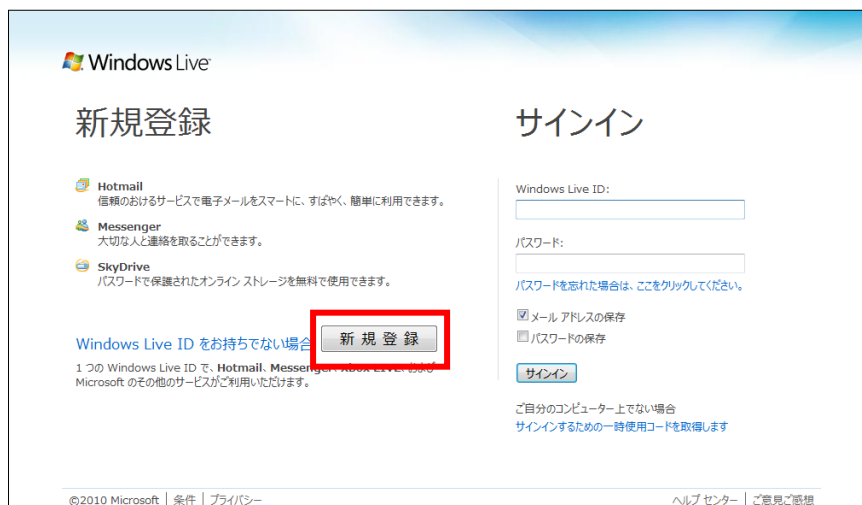 Windows Live
新規登録
Hotmail
信頼のおけるサービスで電子メールをスマートに、すばやく、簡単に利用できます。
Messenger
大切な人と連絡を取ることができます。
SkyDrive
パスワードで保護されたオンライン ストレージを無料で使用できます。
Windows Live ID をお持ちでない場合
新規登録
1 つの Windows Live ID で、Hotmail、Messenger、Xbox LIVE、および
Microsoft のその他のサービスがご利用いただけます。
サインイン
Windows Live ID:
パスワード:
パスワードを忘れた場合は、ここをクリックしてください。
メール アドレスの保存
パスワードの保存
サインイン
ご自分のコンピューター上でない場合
サインインするための一時使用コードを取得します
©2010 Microsoft | 条件 | プライバシー
ヘルプ センター | ご意見ご感想